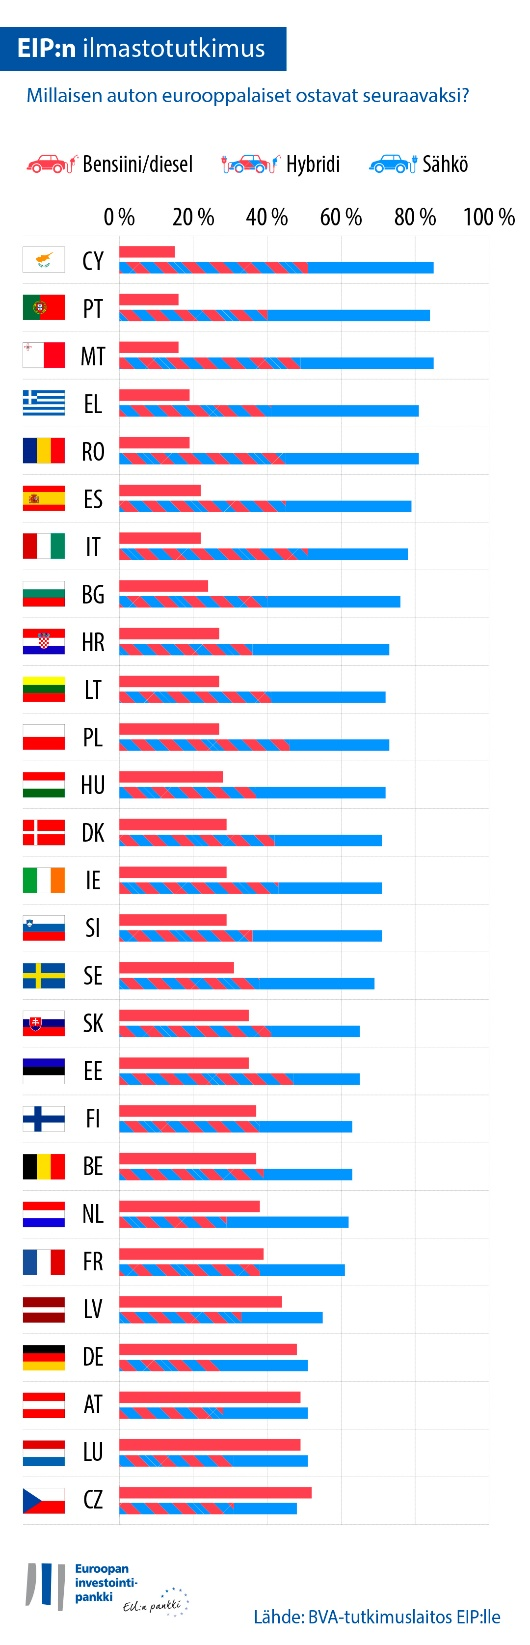 EIP:n ilmastotutkimus
Millaisen auton eurooppalaiset ostavat seuraavaksi?
Bensiini/diesel Hybridi Sähkö
0 % 20 % 40 % 60 % 80 % 100 %
CY
PT
MT
EL
RO
ES
IT
BG
HR
LT
PL
HU
DK
IE
SI
SE
SK
EE
FI
BE
NL
FR
LV
DE
AT
LU
CZ
Euroopan
investointi-
pankki
EU:n pankki
Lähde: BVA-tutkimuslaitos EIP:lle